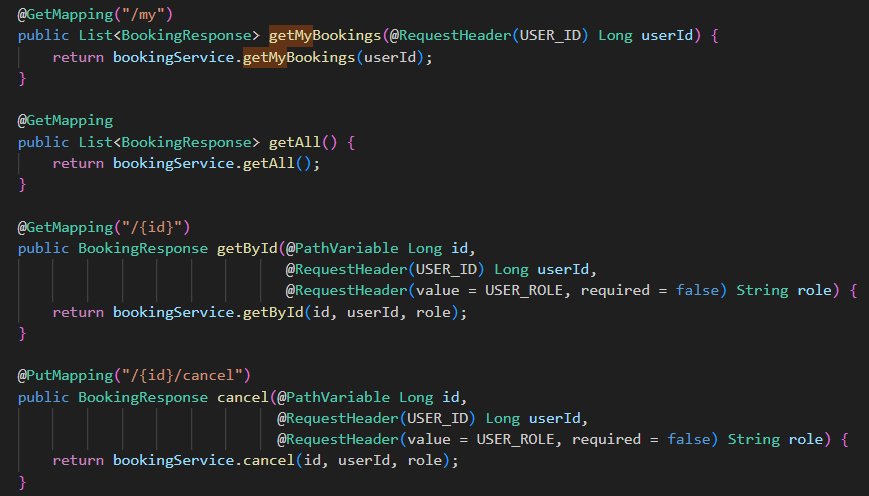 @GetMapping("/my")
public List<BookingResponse> getMyBookings(@RequestHeader(USER_ID) Long userId) {
    return bookingService.getMyBookings(userId);
}

@GetMapping
public List<BookingResponse> getAll() {
    return bookingService.getAll();
}

@GetMapping("/{id}")
public BookingResponse getById(@PathVariable Long id,
                               @RequestHeader(USER_ID) Long userId,
                               @RequestHeader(value = USER_ROLE, required = false) String role) {
    return bookingService.getById(id, userId, role);
}

@PutMapping("/{id}/cancel")
public BookingResponse cancel(@PathVariable Long id,
                              @RequestHeader(USER_ID) Long userId,
                              @RequestHeader(value = USER_ROLE, required = false) String role) {
    return bookingService.cancel(id, userId, role);
}